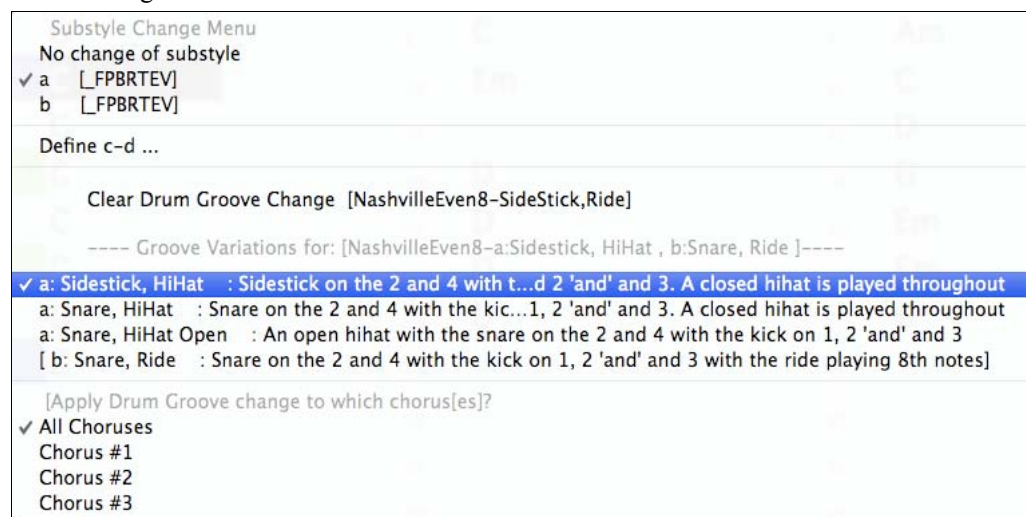 Substyle Change Menu
No change of substyle
✓ a [_FPBRTEV]
b [_FPBRTEV]
Define c-d ...
Clear Drum Groove Change [NashvilleEven8-SideStick,Ride]
---- Groove Variations for: [NashvilleEven8-a:Sidestick, HiHat , b:Snare, Ride ]----
✓ a: Sidestick, HiHat : Sidestick on the 2 and 4 with t...d 2 'and' and 3. A closed hihat is played throughout
a: Snare, HiHat : Snare on the 2 and 4 with the kic...1, 2 'and' and 3. A closed hihat is played throughout
a: Snare, HiHat Open : An open hihat with the snare on the 2 and 4 with the kick on 1, 2 'and' and 3
[ b: Snare, Ride : Snare on the 2 and 4 with the kick on 1, 2 'and' and 3 with the ride playing 8th notes]
[Apply Drum Groove change to which chorus[es]?
✓ All Choruses
Chorus #1
Chorus #2
Chorus #3